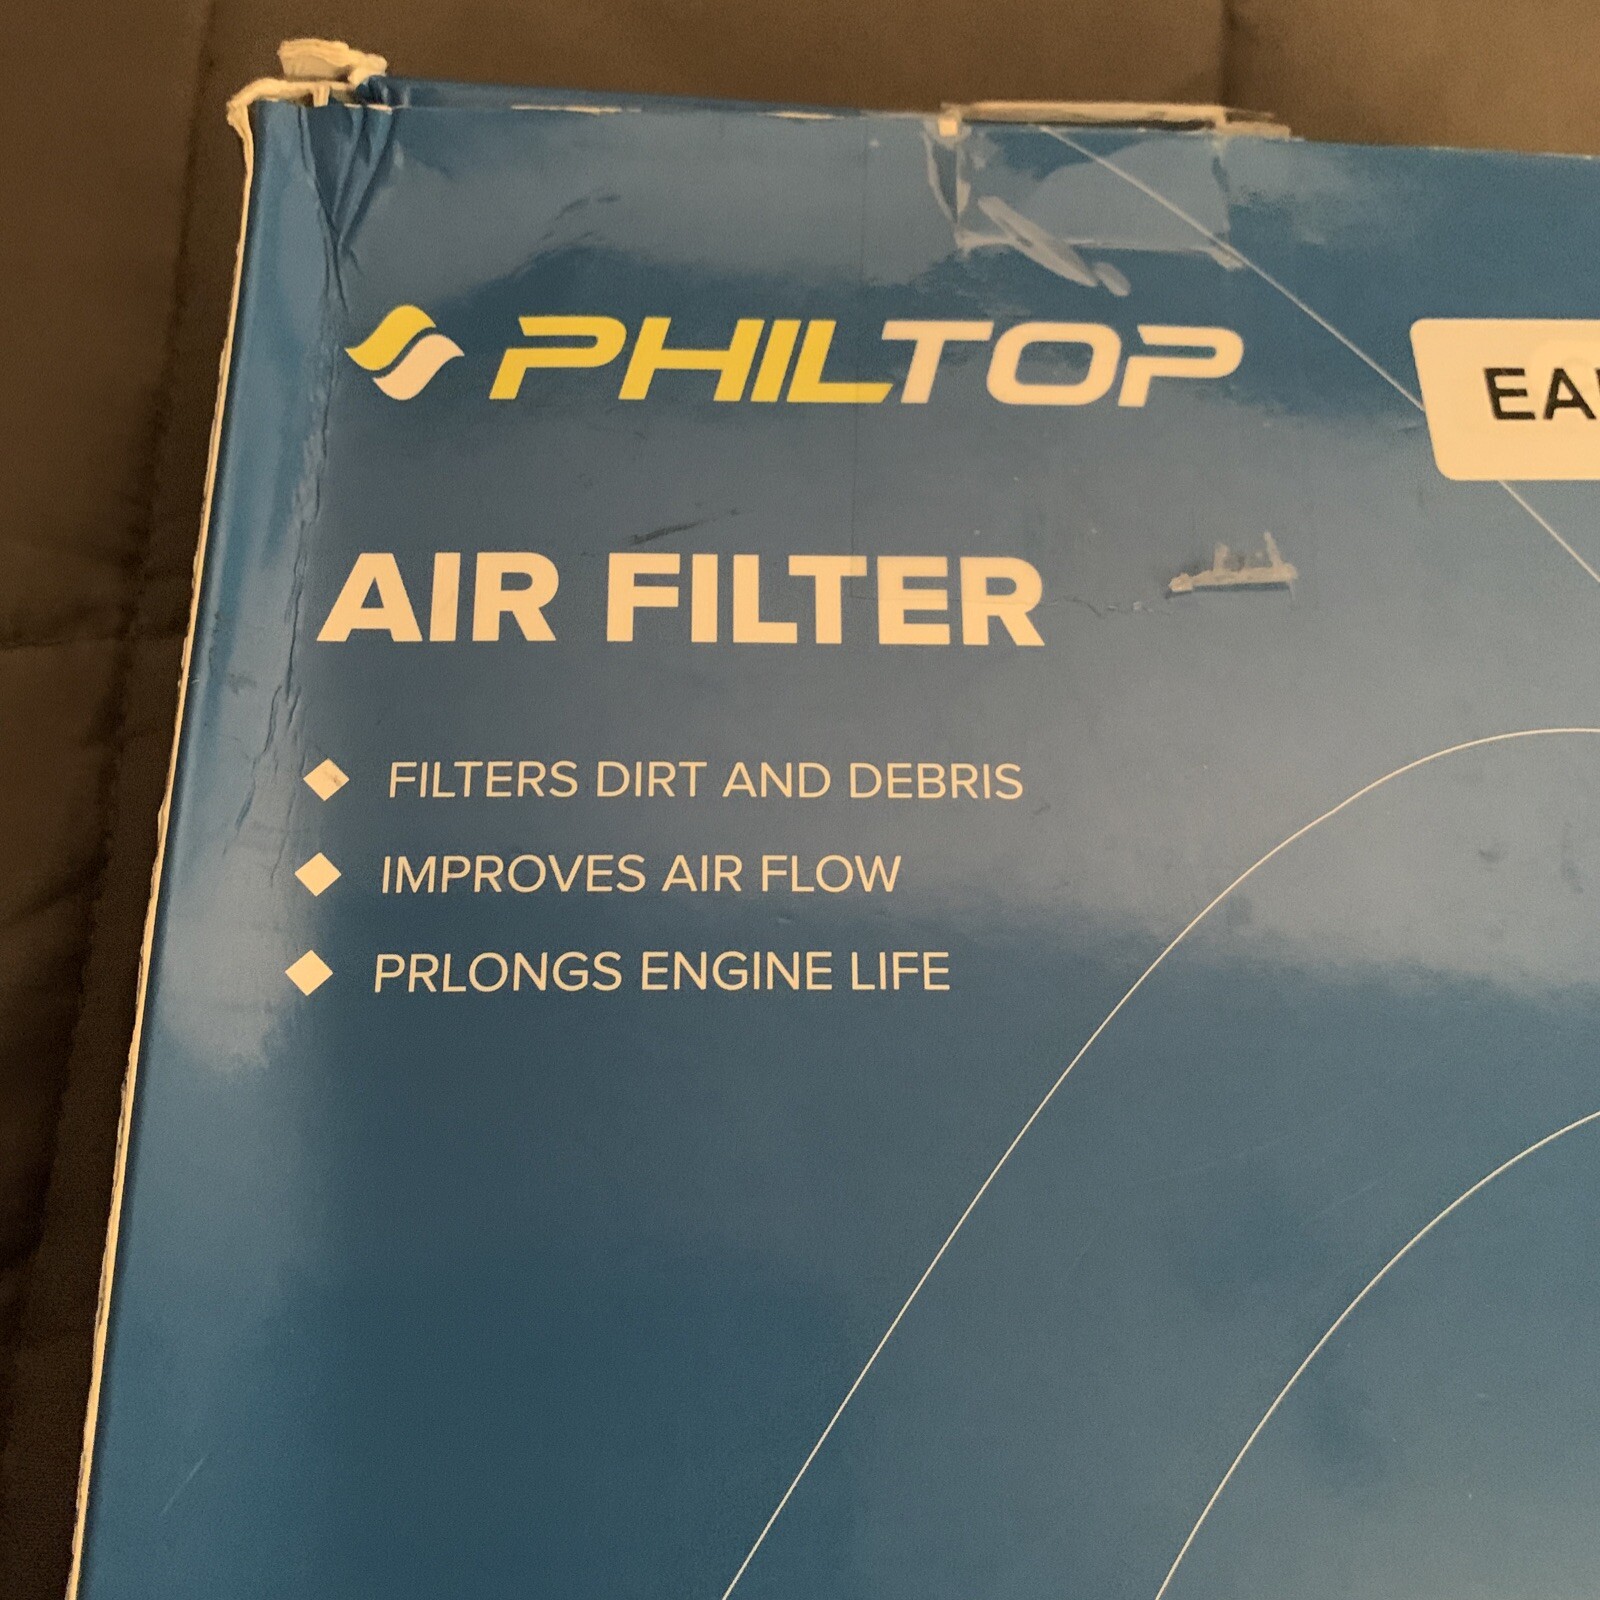 PHILTOP
EA
AIR FILTER
FILTERS DIRT AND DEBRIS
IMPROVES AIR FLOW
PRLONGS ENGINE LIFE